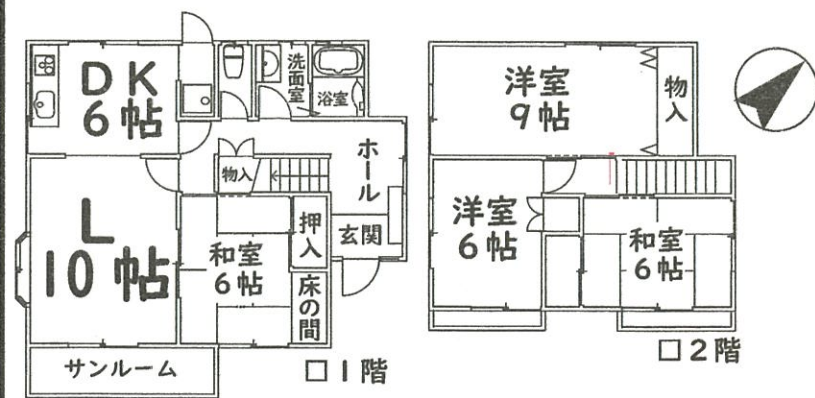 DK
6帖
洗面室
浴室
物入
ホール
L
10帖
和室
6帖
押入
床の間
玄関
サンルーム
□1階
洋室
9帖
物入
洋室
6帖
和室
6帖
□2階